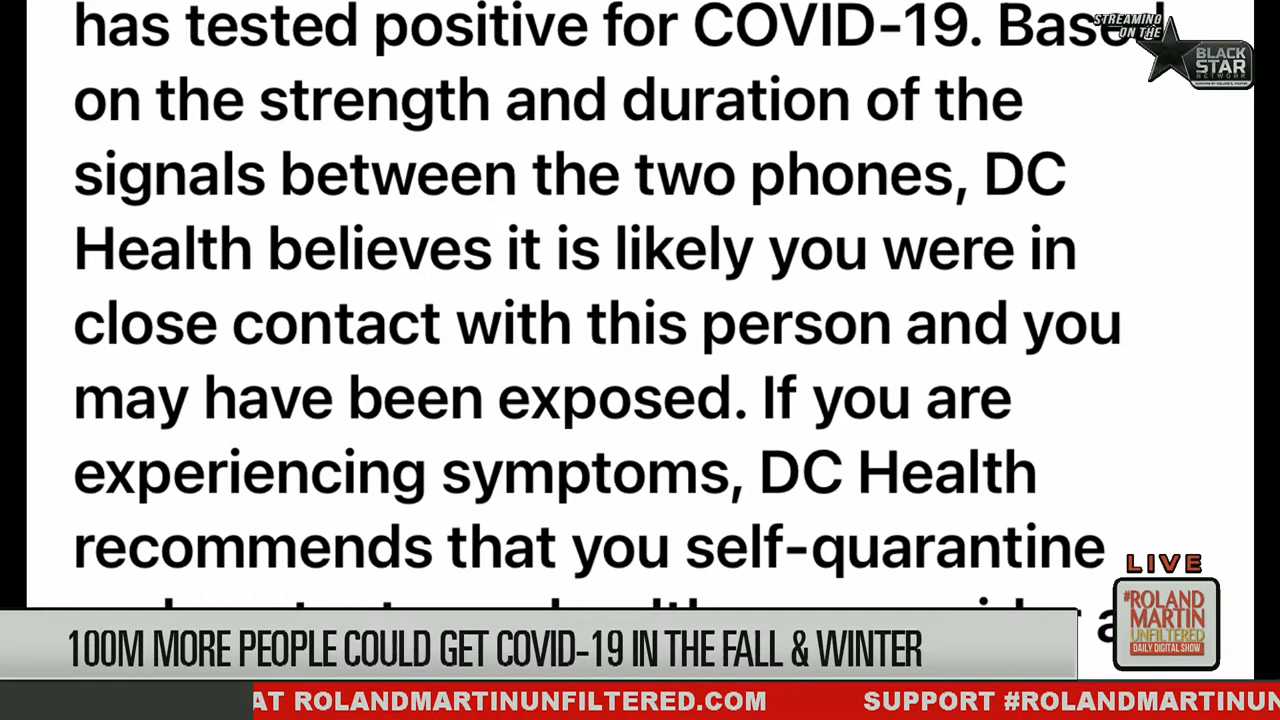 has tested positive for COVID-19. Based
STREAMING
ON THE
BLACK
STAR
NETWORK
on the strength and duration of the
signals between the two phones, DC
Health believes it is likely you were in
close contact with this person and you
may have been exposed. If you are
experiencing symptoms, DC Health
recommends that you self-quarantine
LIVE
#ROLAND
MARTIN
UNFILTERED
DAILY DIGITAL SHOW
100M MORE PEOPLE COULD GET COVID-19 IN THE FALL & WINTER
AT ROLANDMARTINUNFILTERED.COM SUPPORT #ROLANDMARTINUN